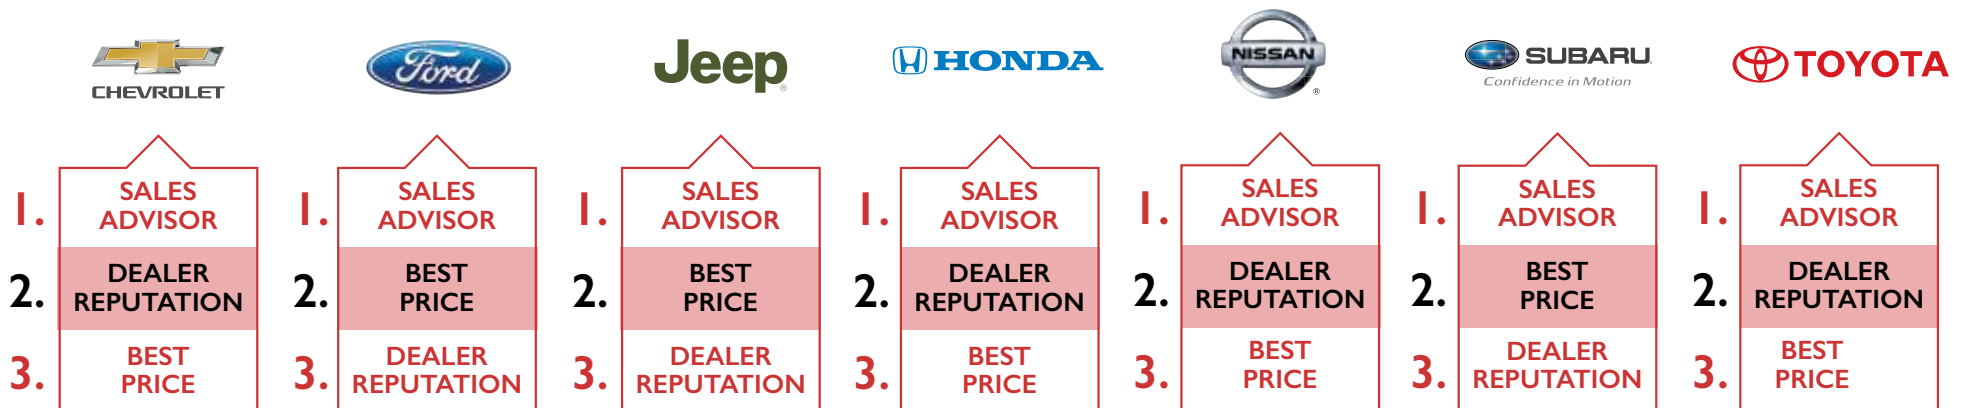 CHEVROLET
Ford
Jeep®
HONDA
NISSAN
®
SUBARU
Confidence in Motion
TOYOTA
1.
SALES
ADVISOR
2.
DEALER
REPUTATION
3.
BEST
PRICE
1.
SALES
ADVISOR
2.
BEST
PRICE
3.
DEALER
REPUTATION
1.
SALES
ADVISOR
2.
BEST
PRICE
3.
DEALER
REPUTATION
1.
SALES
ADVISOR
2.
DEALER
REPUTATION
3.
BEST
PRICE
1.
SALES
ADVISOR
2.
DEALER
REPUTATION
3.
BEST
PRICE
1.
SALES
ADVISOR
2.
BEST
PRICE
3.
DEALER
REPUTATION
1.
SALES
ADVISOR
2.
DEALER
REPUTATION
3.
BEST
PRICE